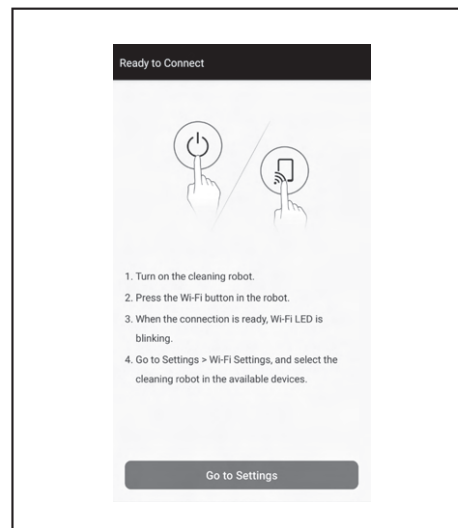 Ready to Connect
1. Turn on the cleaning robot.
2. Press the Wi-Fi button in the robot.
3. When the connection is ready, Wi-Fi LED is
blinking.
4. Go to Settings > Wi-Fi Settings, and select the
cleaning robot in the available devices.
Go to Settings